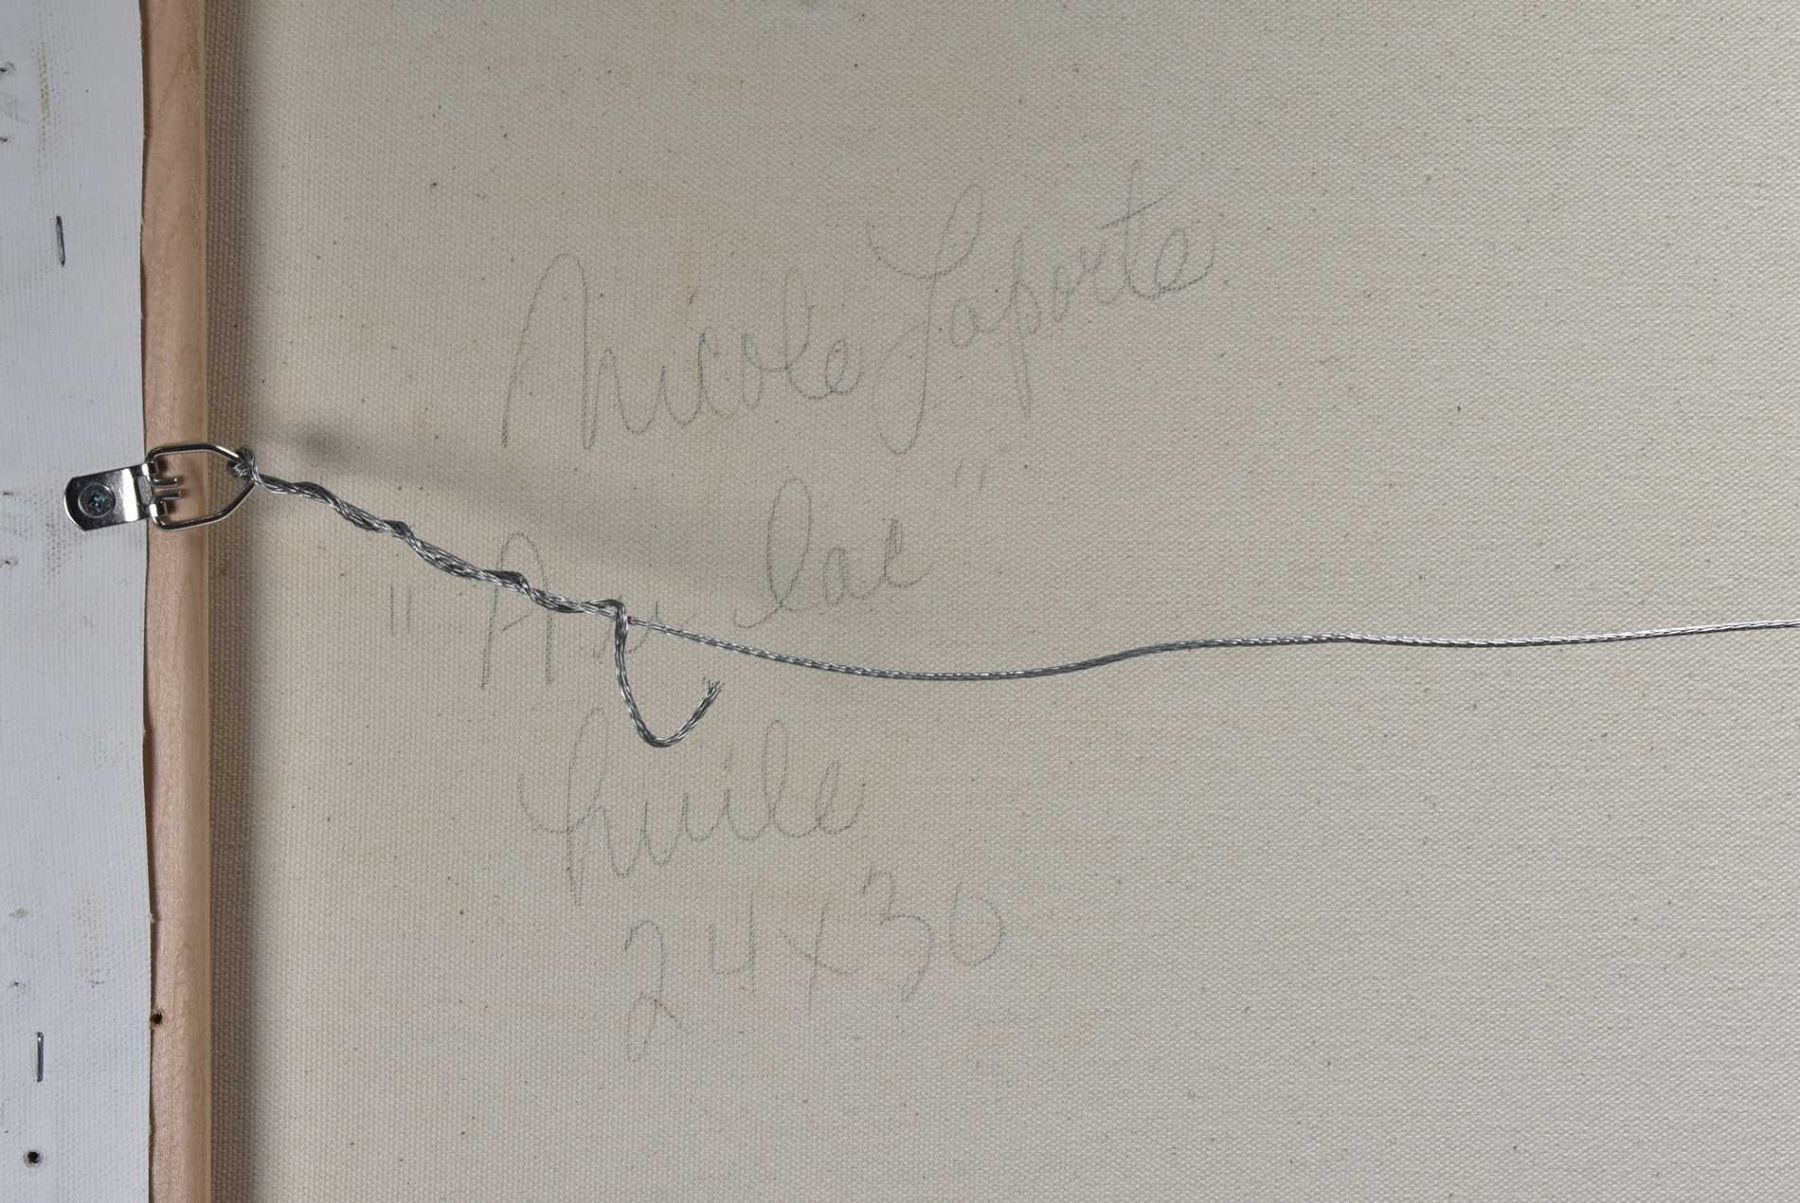 Nicole Laporte
"Au lac"
huile
24x30